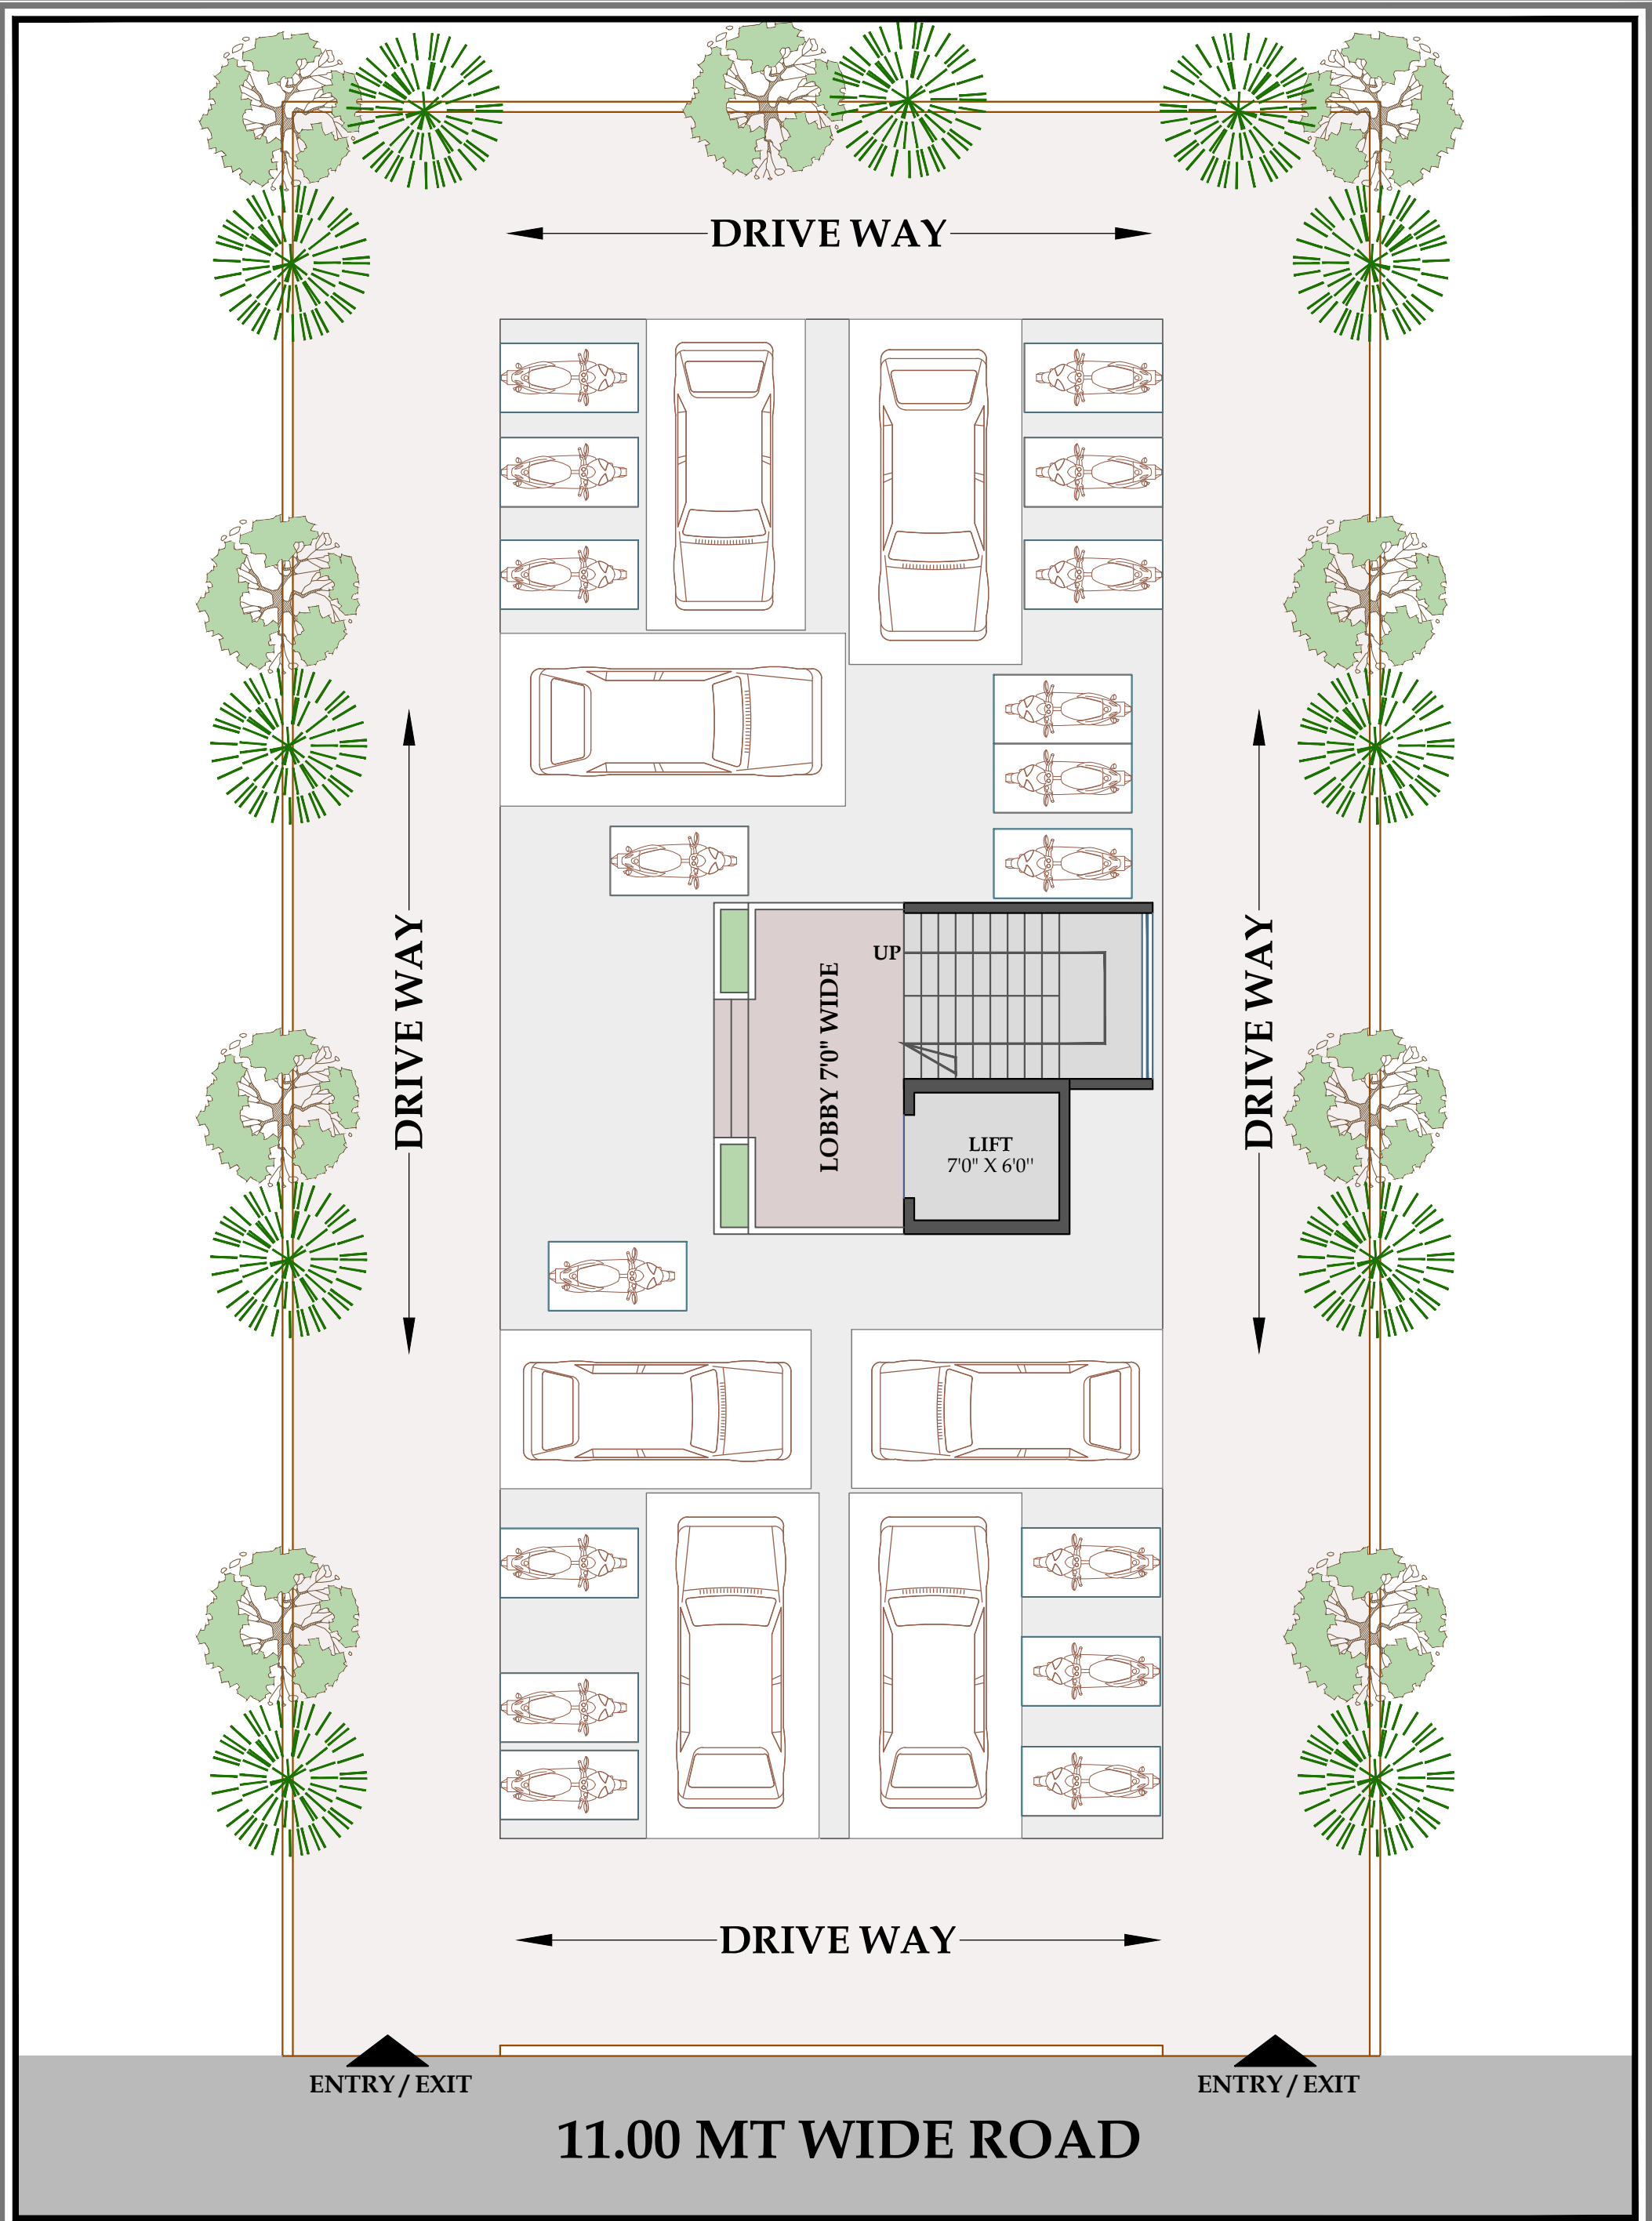 DRIVE WAY
UP
LOBBY 7'0" WIDE
DRIVE WAY
DRIVE WAY
LIFT
7'0" X 6'0"
DRIVE WAY
ENTRY / EXIT
ENTRY / EXIT
11.00 MT WIDE ROAD